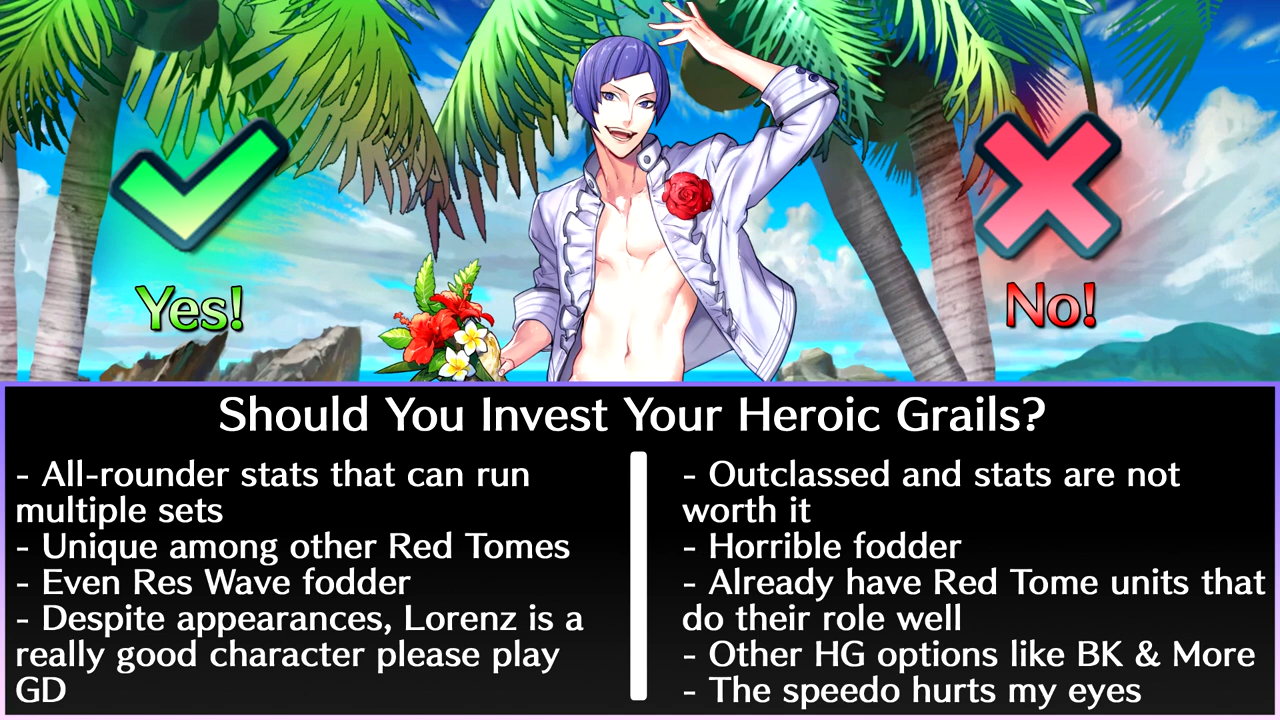 Yes!
No!
Should You Invest Your Heroic Grails?
- All-rounder stats that can run
multiple sets
- Unique among other Red Tomes
- Even Res Wave fodder
- Despite appearances, Lorenz is a
really good character please play
GD
- Outclassed and stats are not
worth it
- Horrible fodder
- Already have Red Tome units that
do their role well
- Other HG options like BK & More
- The speedo hurts my eyes